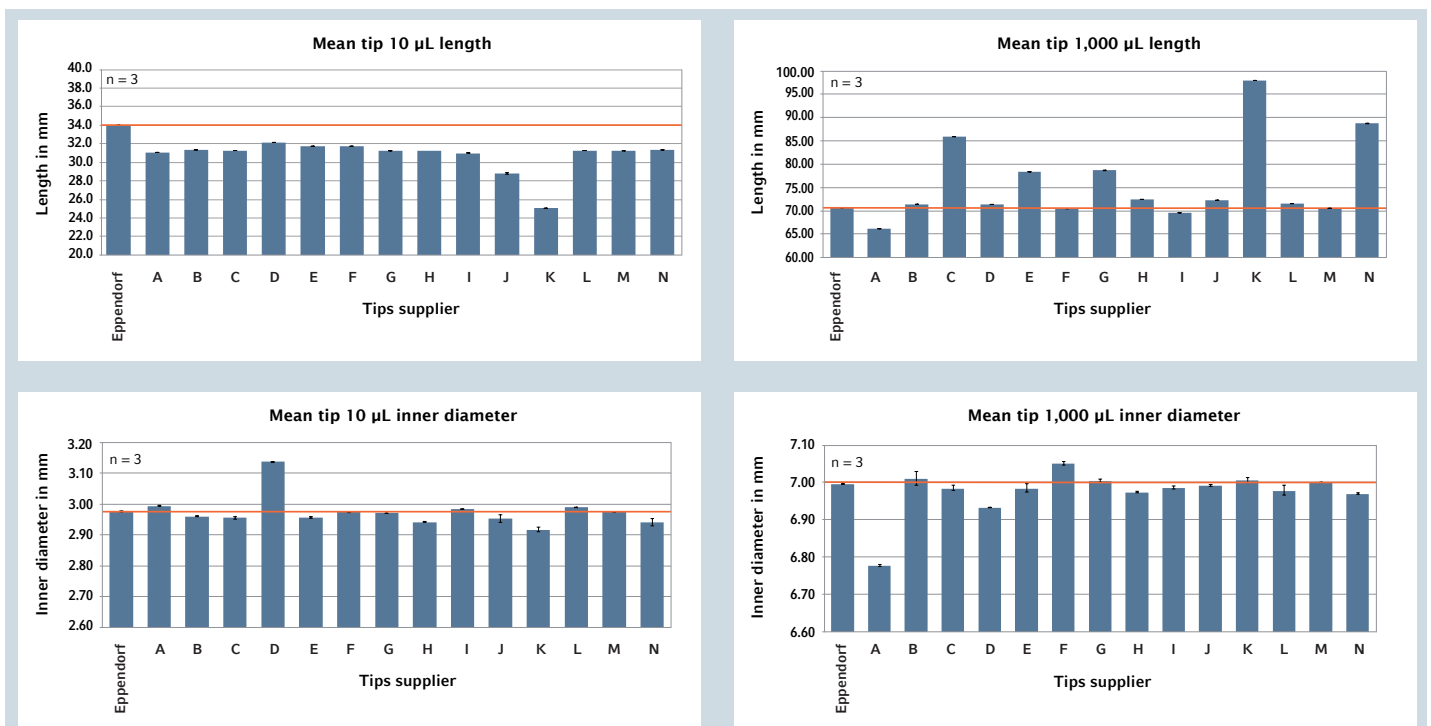 Mean tip 10 µL length
n = 3
Length in mm
40.0
38.0
36.0
34.0
32.0
30.0
28.0
26.0
24.0
22.0
20.0
Eppendorf A B C D E F G H I J K L M N
Tips supplier
Mean tip 1,000 µL length
n = 3
Length in mm
100.00
95.00
90.00
85.00
80.00
75.00
70.00
65.00
60.00
Eppendorf A B C D E F G H I J K L M N
Tips supplier
Mean tip 10 µL inner diameter
n = 3
Inner diameter in mm
3.20
3.10
3.00
2.90
2.80
2.70
2.60
Eppendorf A B C D E F G H I J K L M N
Tips supplier
Mean tip 1,000 µL inner diameter
n = 3
Inner diameter in mm
7.10
7.00
6.90
6.80
6.70
6.60
Eppendorf A B C D E F G H I J K L M N
Tips supplier